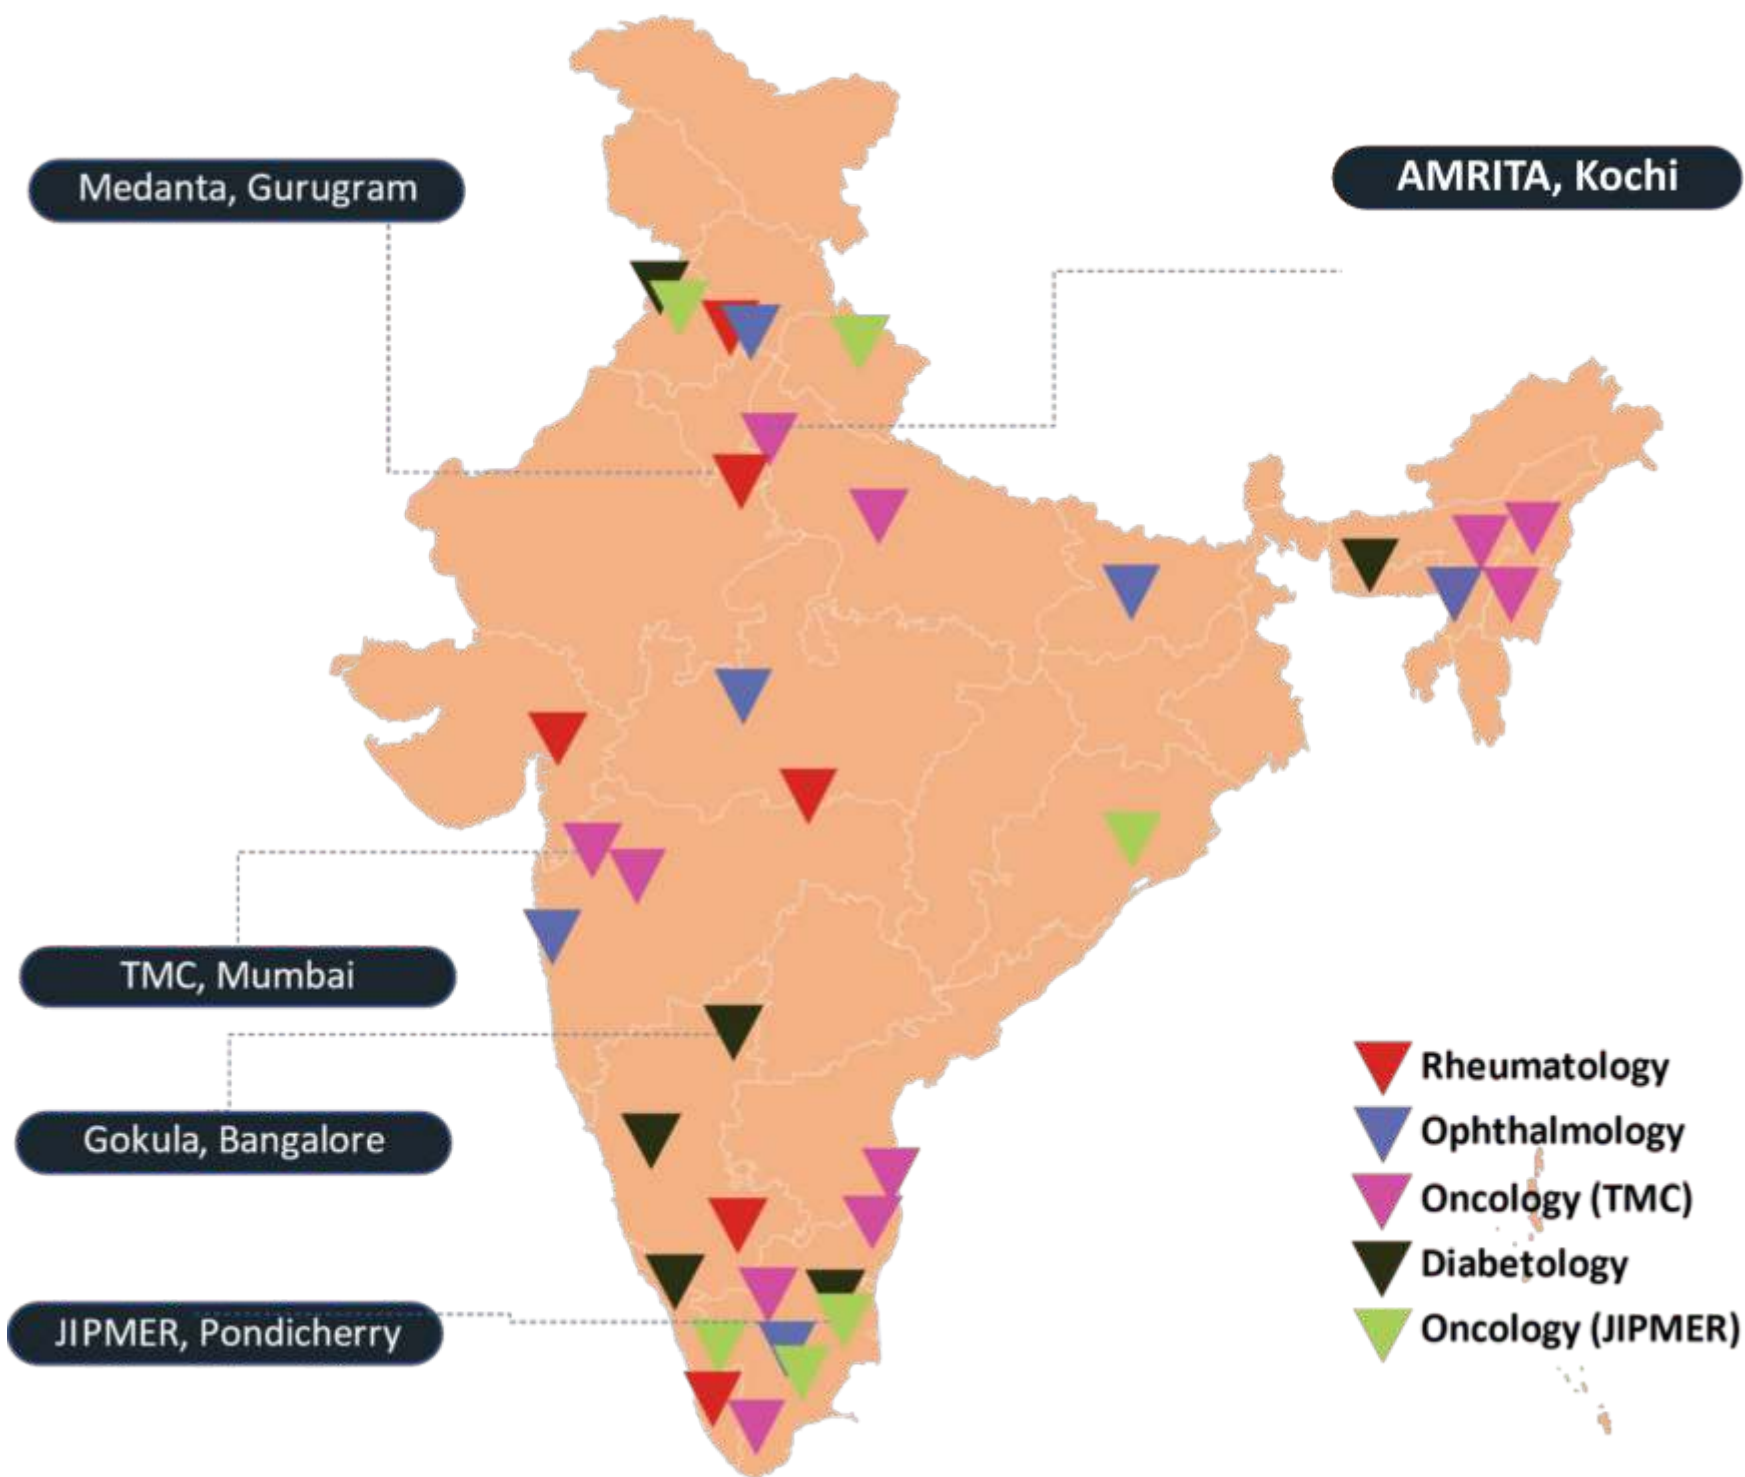 Medanta, Gurugram
AMRITA, Kochi
TMC, Mumbai
Gokula, Bangalore
JIPMER, Pondicherry
Rheumatology
Ophthalmology
Oncology (TMC)
Diabetology
Oncology (JIPMER)